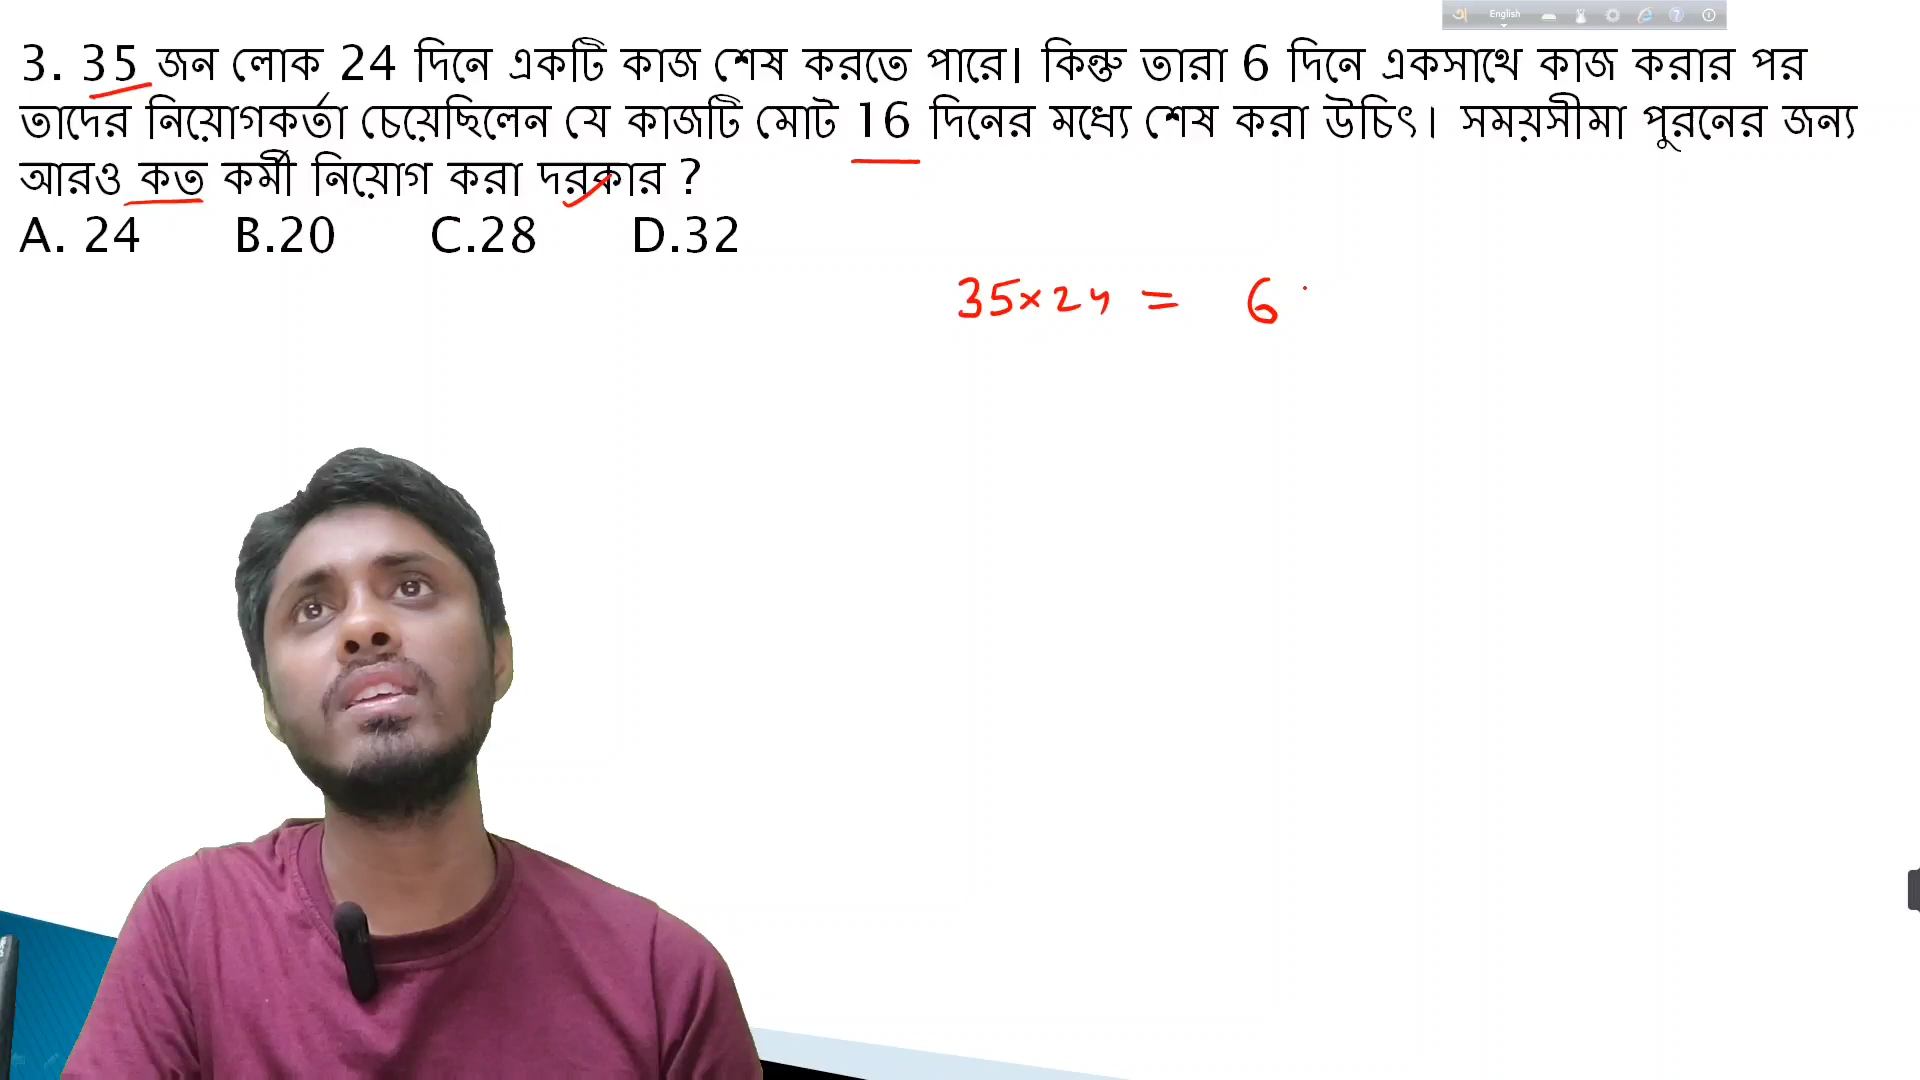 অ English
3. 35 জন লোক 24 দিনে একটি কাজ শেষ করতে পারে। কিন্তু তারা 6 দিনে একসাথে কাজ করার পর
তাদের নিয়োগকর্তা চেয়েছিলেন যে কাজটি মোট 16 দিনের মধ্যে শেষ করা উচিৎ। সময়সীমা পুরনের জন্য
আরও কত কর্মী নিয়োগ করা দরকার ?
A. 24 B.20 C.28 D.32
35×24 = 6